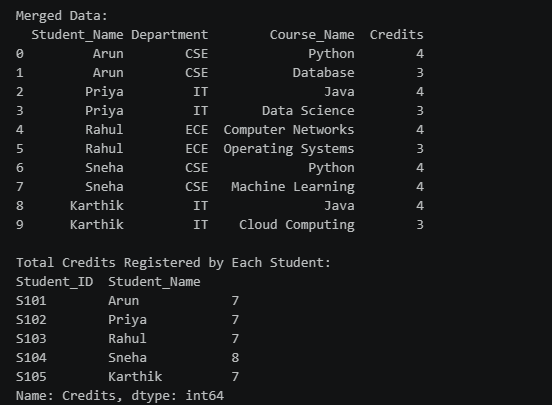 Merged Data:
  Student_Name Department        Course_Name  Credits
0         Arun        CSE             Python        4
1         Arun        CSE           Database        3
2        Priya         IT               Java        4
3        Priya         IT       Data Science        3
4        Rahul        ECE  Computer Networks        4
5        Rahul        ECE  Operating Systems        3
6        Sneha        CSE             Python        4
7        Sneha        CSE   Machine Learning        4
8      Karthik         IT               Java        4
9      Karthik         IT    Cloud Computing        3

Total Credits Registered by Each Student:
Student_ID  Student_Name
S101        Arun            7
S102        Priya           7
S103        Rahul           7
S104        Sneha           8
S105        Karthik         7
Name: Credits, dtype: int64